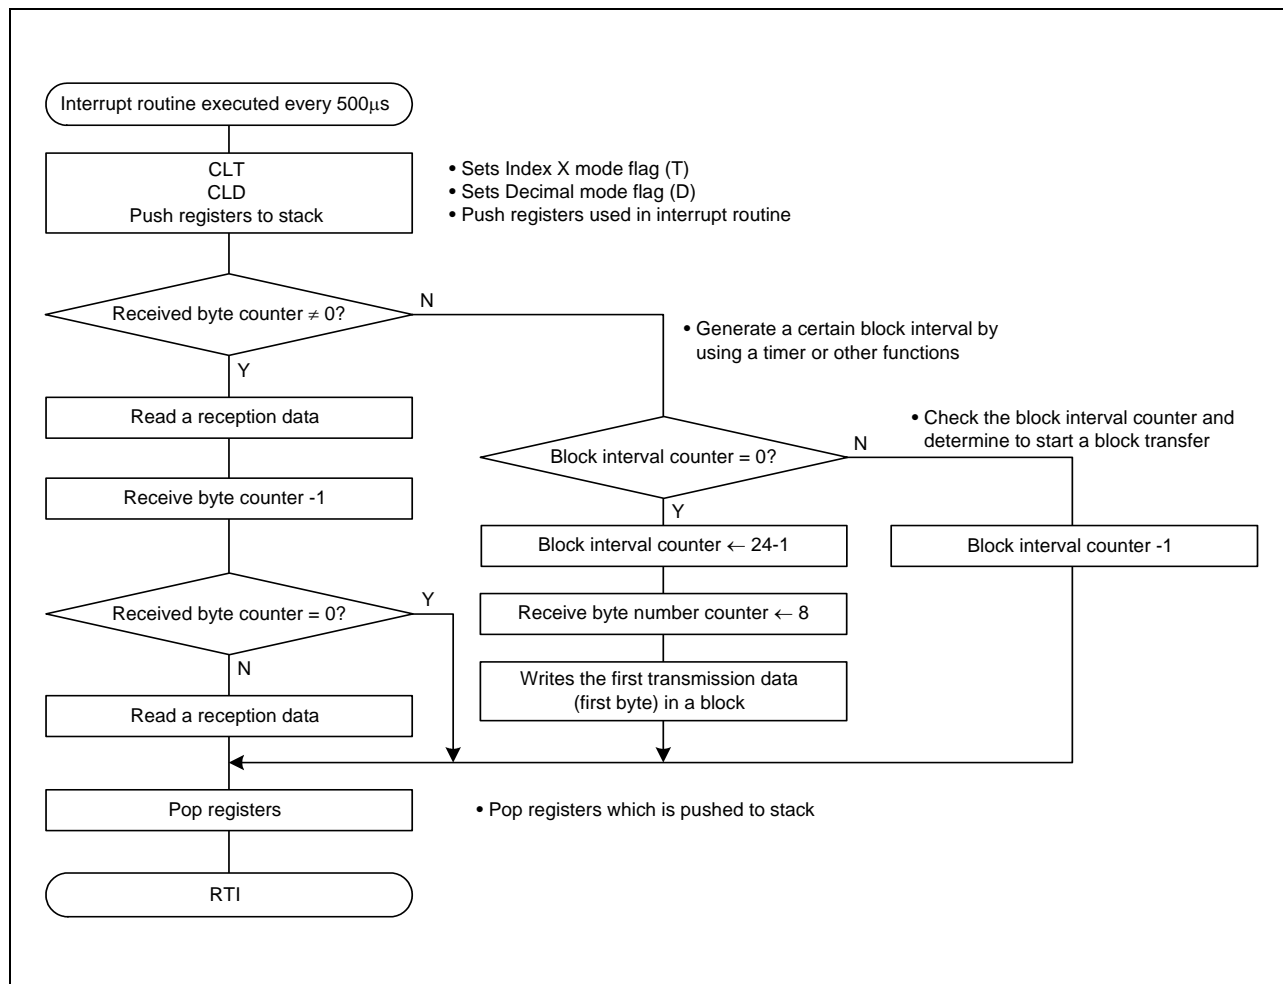 Interrupt routine executed every 500µs
CLT
CLD
Push registers to stack
• Sets Index X mode flag (T)
• Sets Decimal mode flag (D)
• Push registers used in interrupt routine
Received byte counter ≠ 0?
N
Y
• Generate a certain block interval by
using a timer or other functions
Read a reception data
• Check the block interval counter and
determine to start a block transfer
Block interval counter = 0?
N
Y
Receive byte counter -1
Block interval counter ← 24-1
Block interval counter -1
Received byte counter = 0?
Y
N
Receive byte number counter ← 8
Writes the first transmission data
(first byte) in a block
Read a reception data
Pop registers
• Pop registers which is pushed to stack
RTI